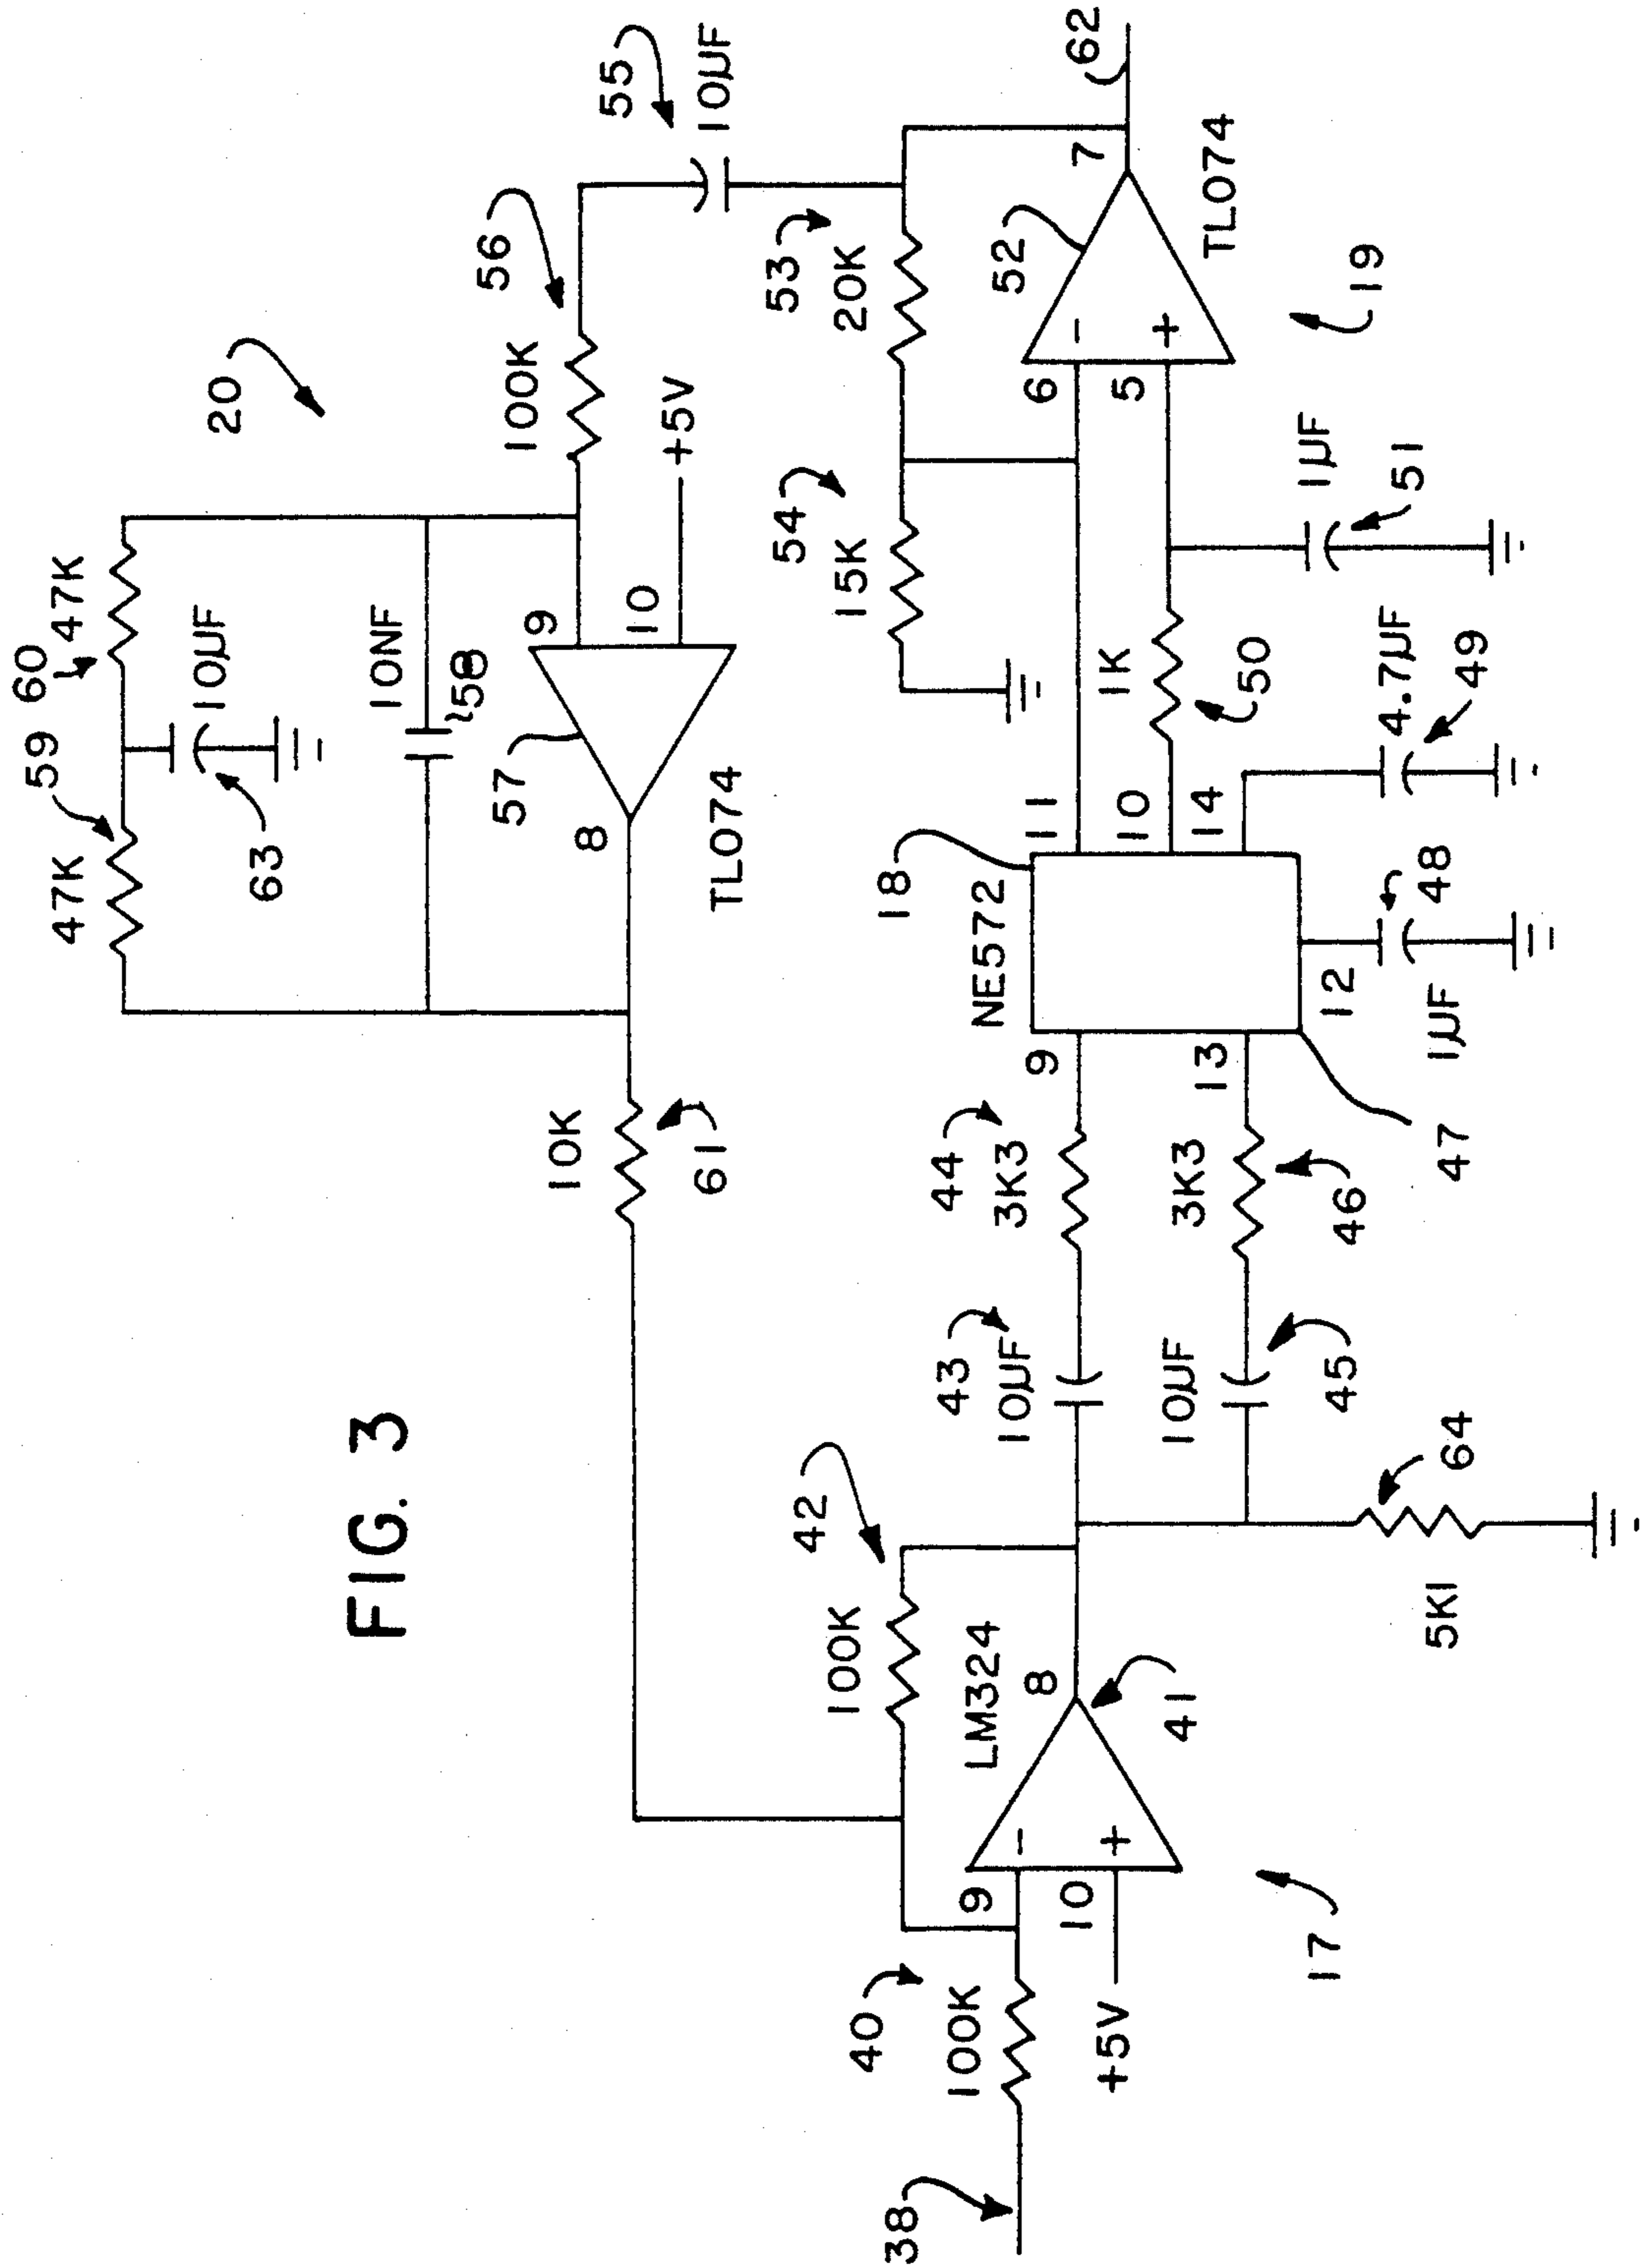 FIG. 3
20
60
47K
59
47K
10µF
63
10NF
58
57
9
10
8
TL074
+5V
100K
56
55
10µF
10K
61
53
20K
54
15K
52
7
6
5
TL074
62
19
1µF
51
1K
50
4.7µF
49
18
NE572
11
10
14
12
48
1µF
47
9
13
44
3K3
3K3
46
43
10µF
10µF
45
64
5K1
42
100K
LM324
8
41
9
10
+5V
40
100K
38
17